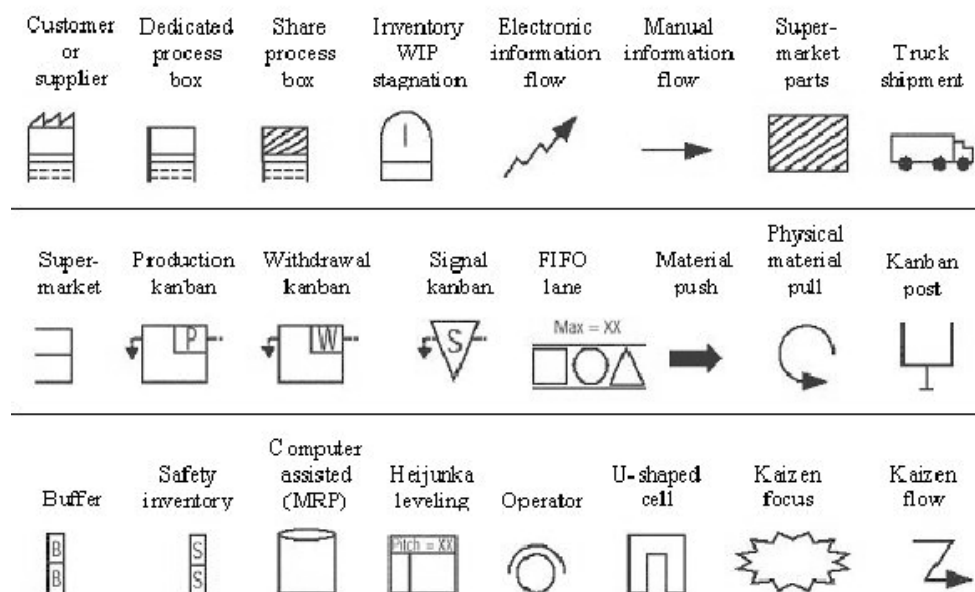 Customer or supplier
Dedicated process box
Share process box
Inventory WIP stagnation
Electronic information flow
Manual information flow
Super- market parts
Truck shipment
Super- market
Production kanban
P
Withdrawal kanban
W
Signal kanban
S
FIFO lane
Max = XX
Material push
Physical material pull
Kanban post
Buffer
B
B
Safety inventory
S
S
Computer assisted (MRP)
Heijunka leveling
Pitch = XX
Operator
U-shaped cell
Kaizen focus
Kaizen flow